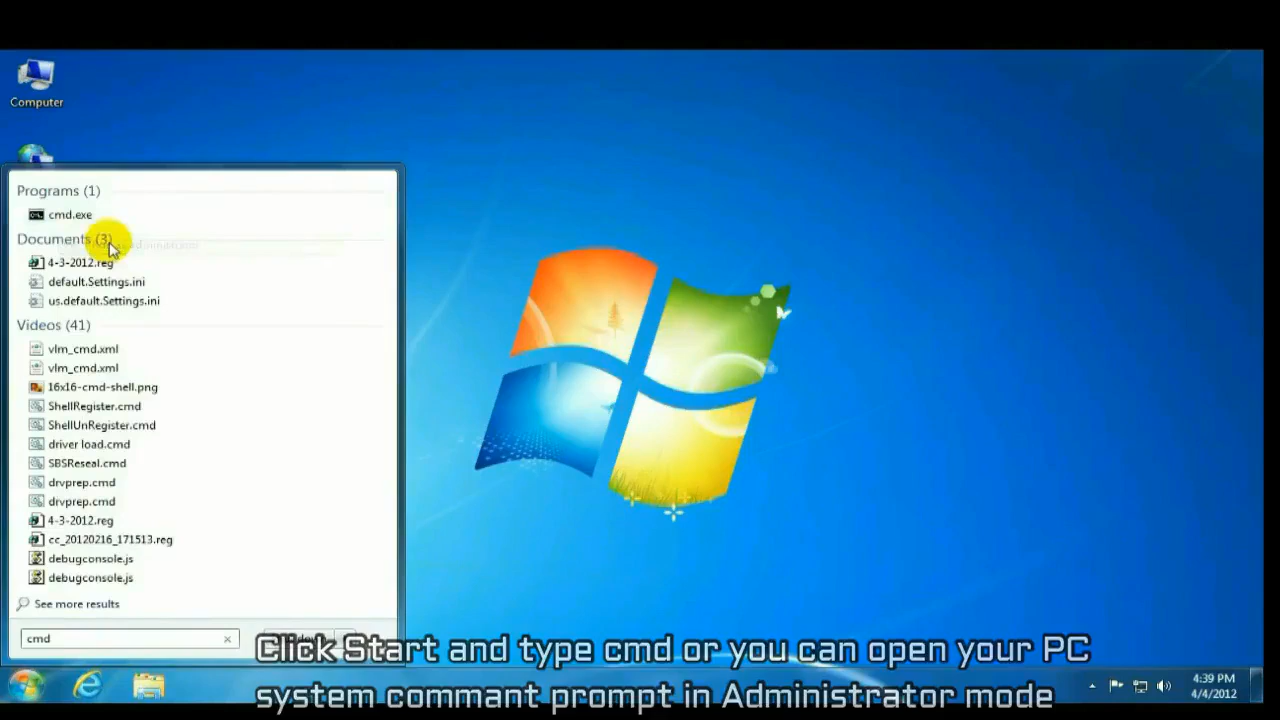 Computer
Programs (1)
cmd.exe
Documents (3)
4-3-2012.reg
default.Settings.ini
us.default.Settings.ini
Videos (41)
vlm_cmd.xml
vlm_cmd.xml
16x16-cmd-shell.png
ShellRegister.cmd
ShellUnRegister.cmd
driver load.cmd
SBSReseal.cmd
drvprep.cmd
drvprep.cmd
4-3-2012.reg
cc_20120216_171513.reg
debugconsole.js
debugconsole.js
See more results
cmd
Click Start and type cmd or you can open your PC
system commant prompt in Administrator mode
4:39 PM
4/4/2012